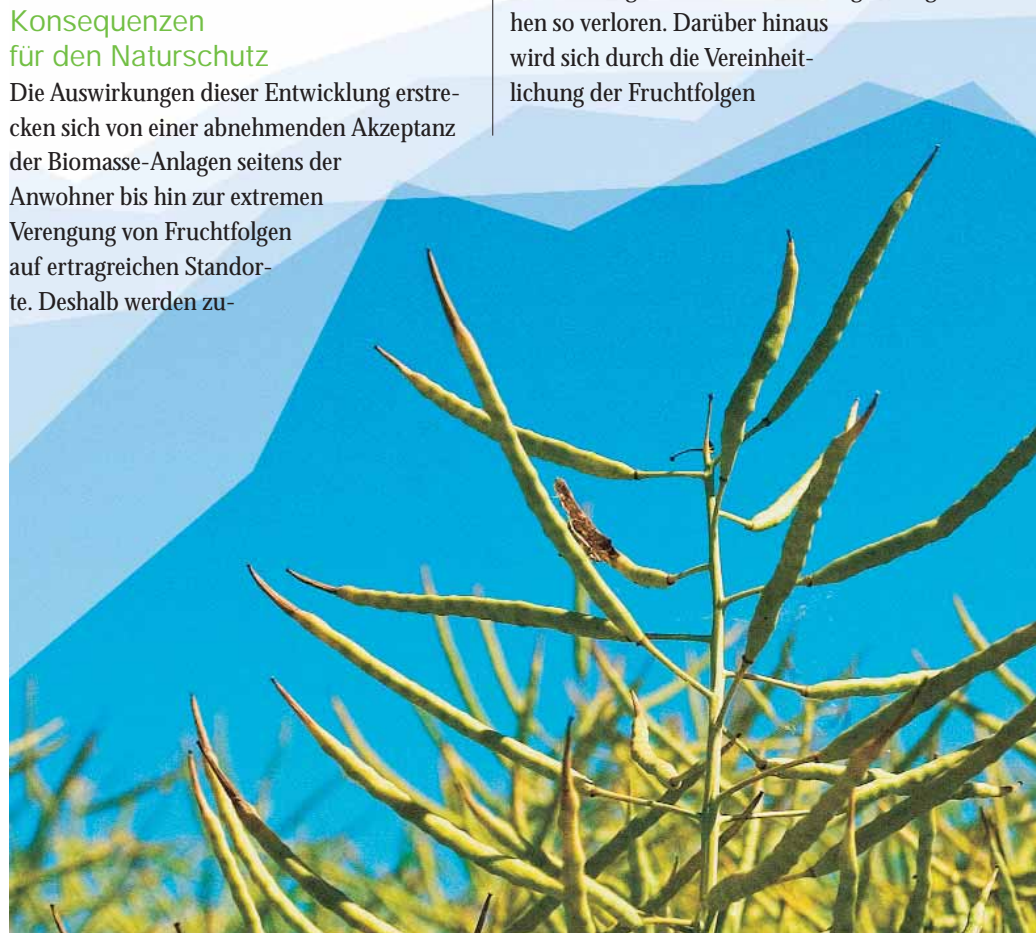 Konsequenzen
für den Naturschutz
Die Auswirkungen dieser Entwicklung erstre-
cken sich von einer abnehmenden Akzeptanz
der Biomasse-Anlagen seitens der
Anwohner bis hin zur extremen
Verengung von Fruchtfolgen
auf ertragreichen Standor-
te. Deshalb werden zu-
hen so verloren. Darüber hinaus
wird sich durch die Vereinheit-
lichung der Fruchtfolgen